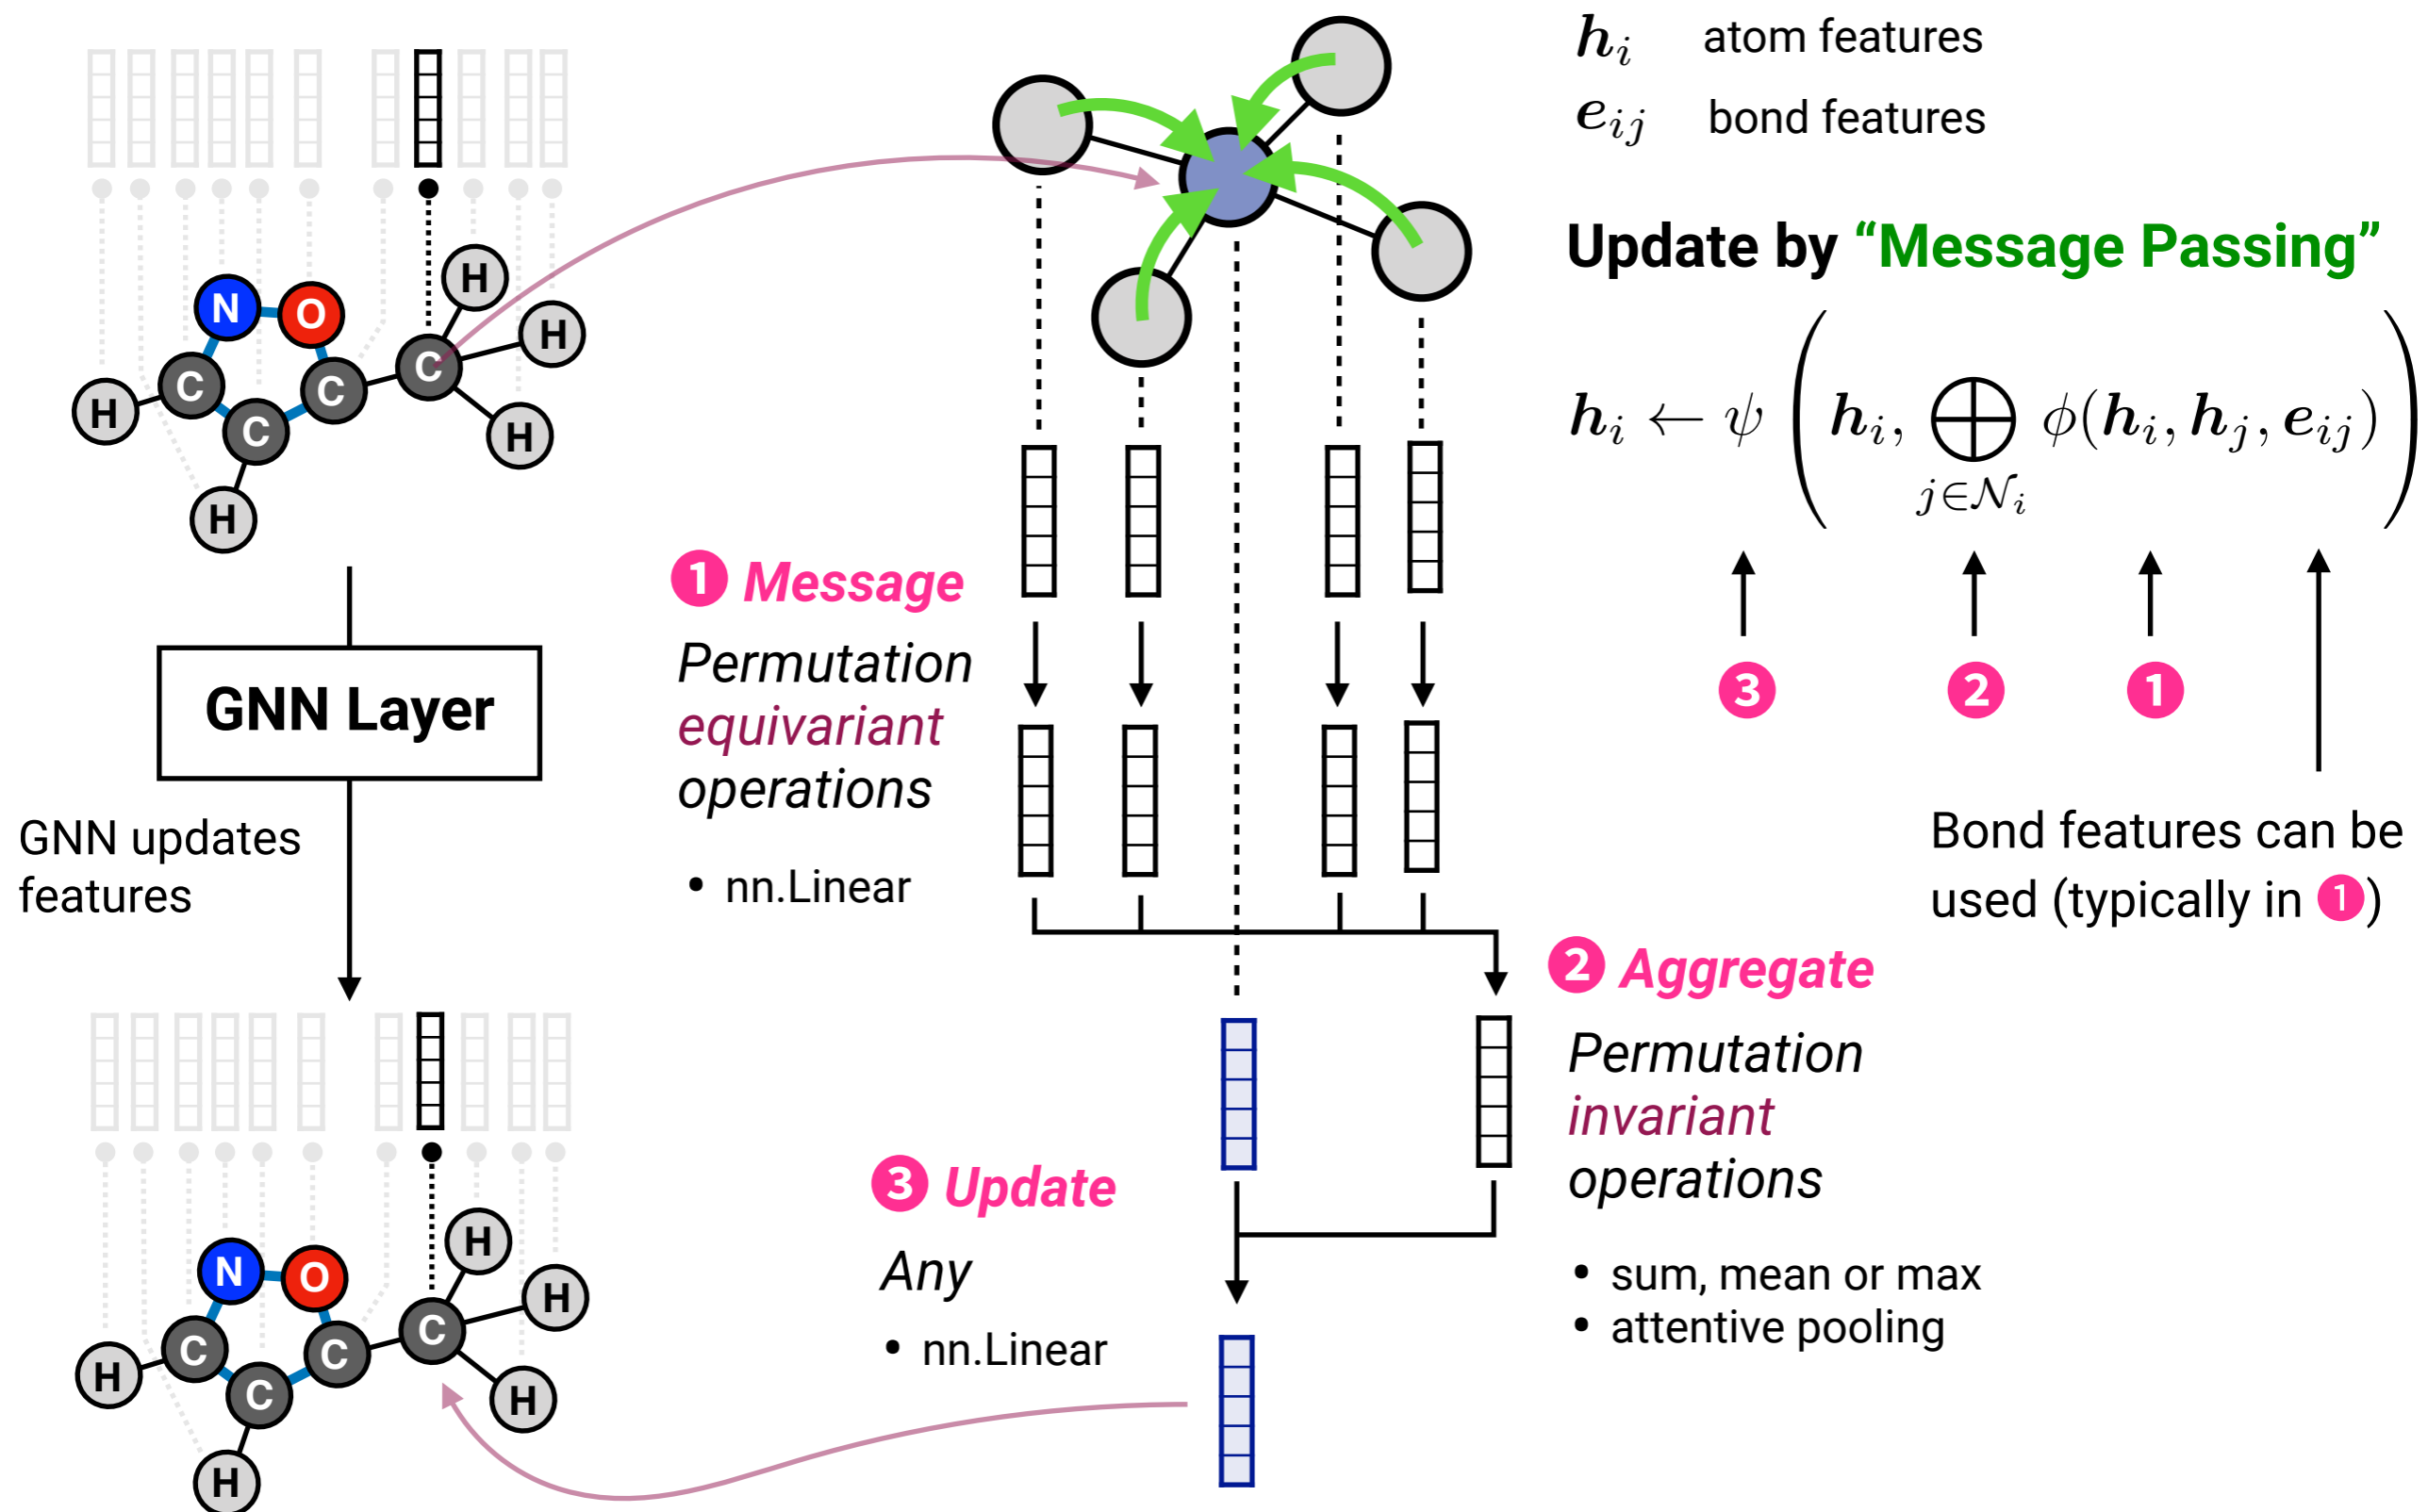 h_i atom features
e_ij bond features
Update by “Message Passing”
h_i ← ψ ( h_i, ⨁_{j∈𝒩_i} φ(h_i, h_j, e_ij) )
3 2 1
Bond features can be
used (typically in 1)
H
N O H
C C C H
H C H
H
GNN Layer
GNN updates
features
1 Message
Permutation
equivariant
operations
• nn.Linear
2 Aggregate
Permutation
invariant
operations
• sum, mean or max
• attentive pooling
3 Update
Any
• nn.Linear
H
N O H
C C C H
H C H
H